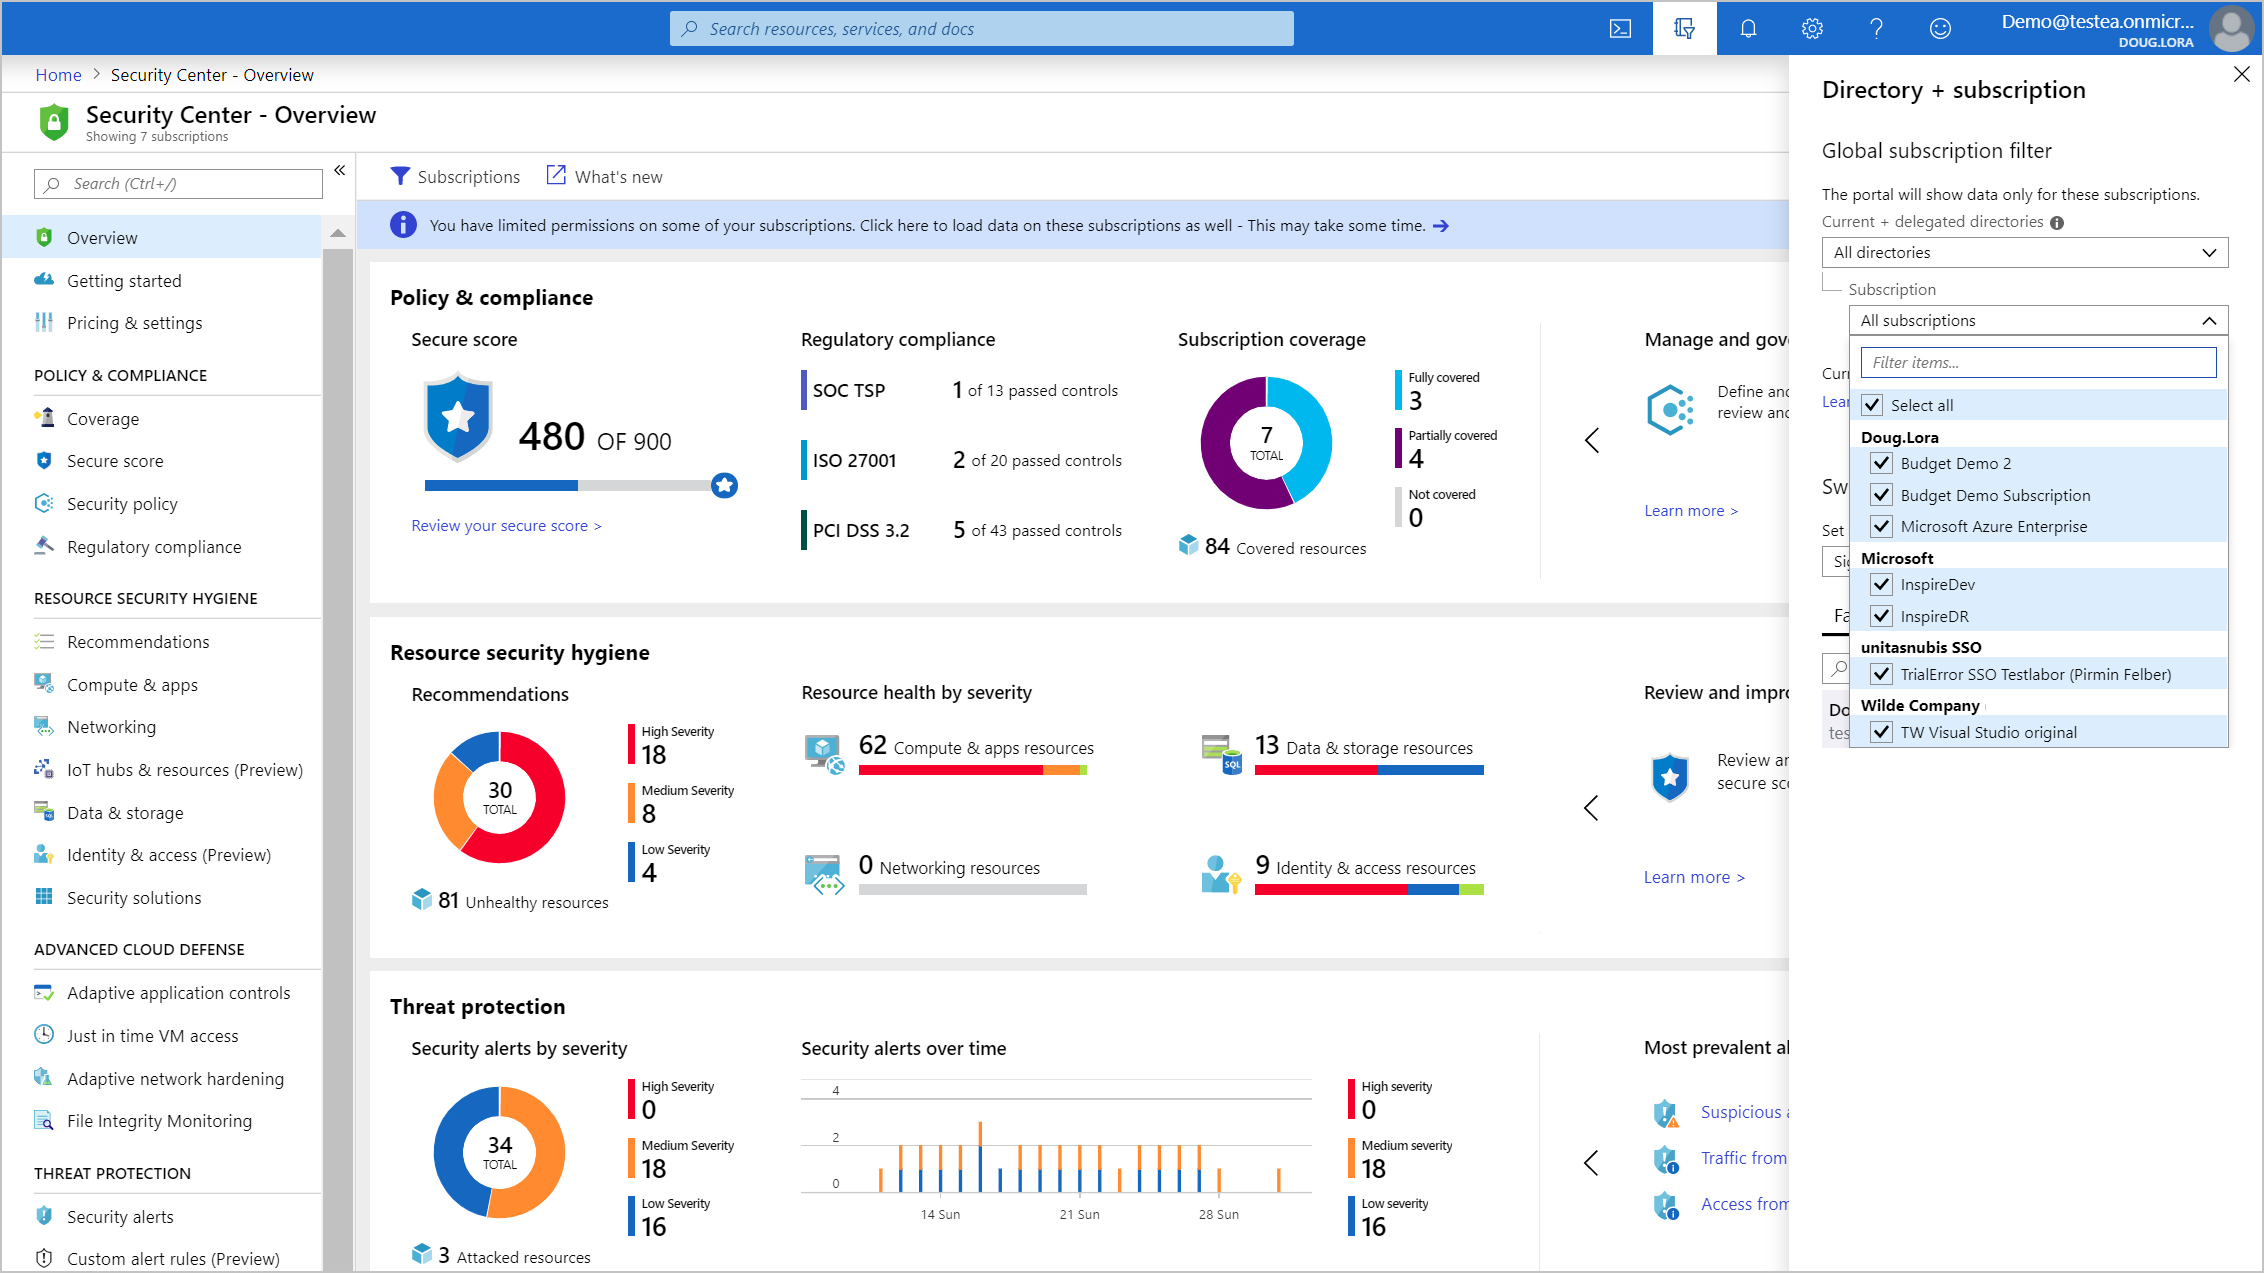 Search resources, services, and docs
Demo@testea.onmicr...
DOUG.LORA
Home > Security Center - Overview
Security Center - Overview
Showing 7 subscriptions
Search (Ctrl+/)
«
Overview
Getting started
Pricing & settings
POLICY & COMPLIANCE
Coverage
Secure score
Security policy
Regulatory compliance
RESOURCE SECURITY HYGIENE
Recommendations
Compute & apps
Networking
IoT hubs & resources (Preview)
Data & storage
Identity & access (Preview)
Security solutions
ADVANCED CLOUD DEFENSE
Adaptive application controls
Just in time VM access
Adaptive network hardening
File Integrity Monitoring
THREAT PROTECTION
Security alerts
Custom alert rules (Preview)
Subscriptions
What's new
You have limited permissions on some of your subscriptions. Click here to load data on these subscriptions as well - This may take some time. →
Policy & compliance
Secure score
480 OF 900
Review your secure score >
Regulatory compliance
SOC TSP 1 of 13 passed controls
ISO 27001 2 of 20 passed controls
PCI DSS 3.2 5 of 43 passed controls
Subscription coverage
7
TOTAL
Fully covered
3
Partially covered
4
Not covered
0
84 Covered resources
Manage and gov
Define and
review and
Learn more >
Resource security hygiene
Recommendations
30
TOTAL
High Severity
18
Medium Severity
8
Low Severity
4
81 Unhealthy resources
Resource health by severity
62 Compute & apps resources
13 Data & storage resources
SQL
0 Networking resources
9 Identity & access resources
Review and impro
Review an
secure sco
Learn more >
Threat protection
Security alerts by severity
34
TOTAL
High Severity
0
Medium Severity
18
Low Severity
16
3 Attacked resources
Security alerts over time
4
2
0
14 Sun
21 Sun
28 Sun
High severity
0
Medium severity
18
Low severity
16
Most prevalent al
Suspicious a
Traffic from
Access from
Directory + subscription
Global subscription filter
The portal will show data only for these subscriptions.
Current + delegated directories
All directories
Subscription
All subscriptions
Filter items...
Select all
Doug.Lora
Budget Demo 2
Budget Demo Subscription
Microsoft Azure Enterprise
Microsoft
InspireDev
InspireDR
unitasnubis SSO
TrialError SSO Testlabor (Pirmin Felber)
Wilde Company
TW Visual Studio original
Curr
Lear
Sw
Set
Sig
Fa
Do
tes